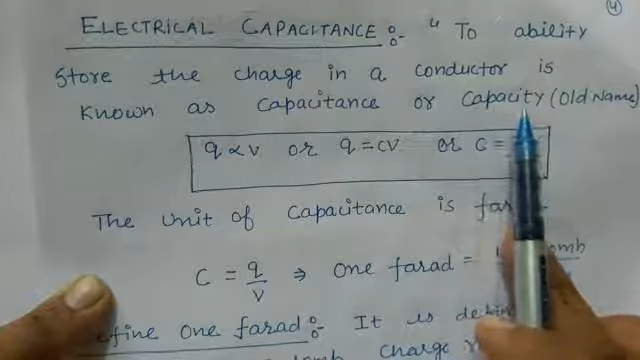 4
ELECTRICAL CAPACITANCE :- " To ability
store the charge in a conductor is
known as capacitance or capacity (Old Name)
q ∝ v or q = cv or C =
The unit of capacitance is
C = q/v ⇒ One farad =
One farad :- It is
charge